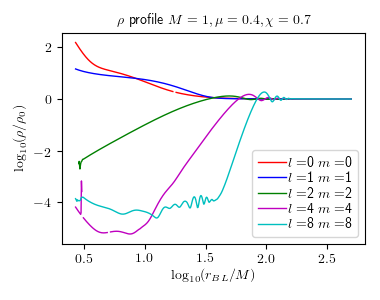 ρ profile M = 1, μ = 0.4, χ = 0.7
log₁₀(ρ/ρ₀)
2
0
−2
−4
l =0 m =0
l =1 m =1
l =2 m =2
l =4 m =4
l =8 m =8
0.5 1.0 1.5 2.0 2.5
log₁₀(r_BL/M)